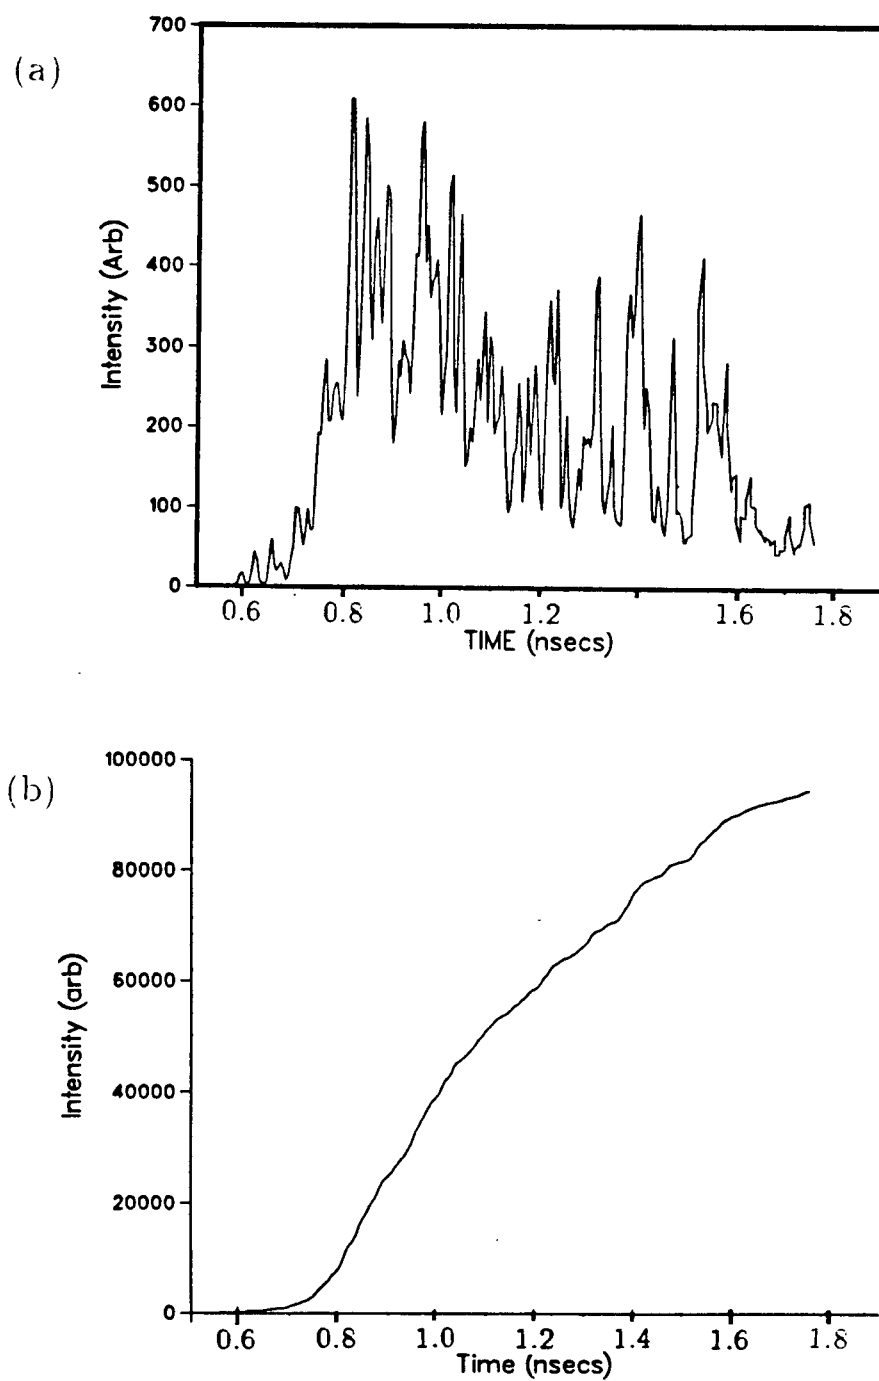 (a)
700
600
500
400
300
200
100
0
Intensity (Arb)
0.6 0.8 1.0 1.2 1.6 1.8
TIME (nsecs)
(b)
100000
80000
60000
40000
20000
0
Intensity (arb)
0.6 0.8 1.0 1.2 1.4 1.6 1.8
Time (nsecs)